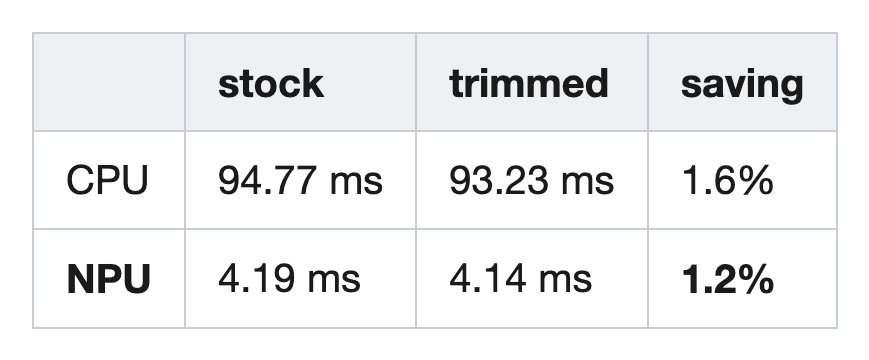 stock trimmed saving
CPU 94.77 ms 93.23 ms 1.6%
NPU 4.19 ms 4.14 ms 1.2%